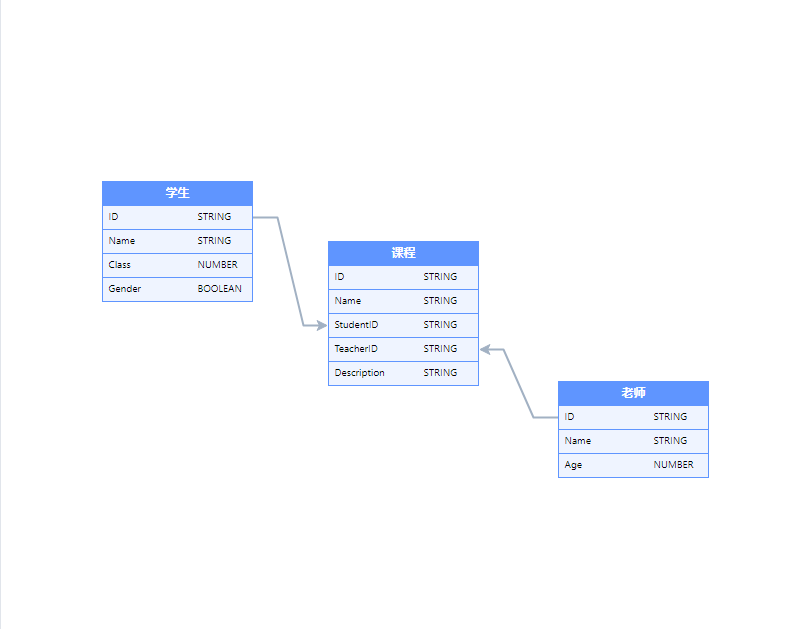 学生
ID STRING
Name STRING
Class NUMBER
Gender BOOLEAN
课程
ID STRING
Name STRING
StudentID STRING
TeacherID STRING
Description STRING
老师
ID STRING
Name STRING
Age NUMBER